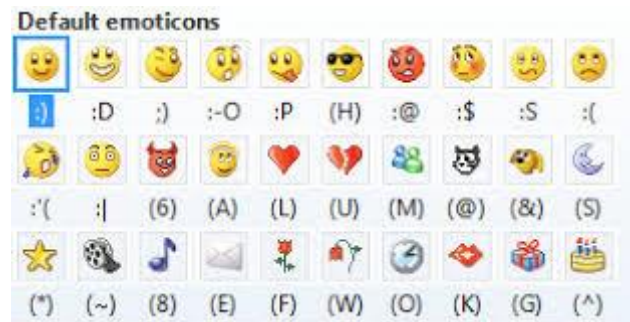 Default emoticons
:) :D ;) :-O :P (H) :@ :$ :S :(
:'( :| (6) (A) (L) (U) (M) (@) (&) (S)
(*) (~) (8) (E) (F) (W) (O) (K) (G) (^)